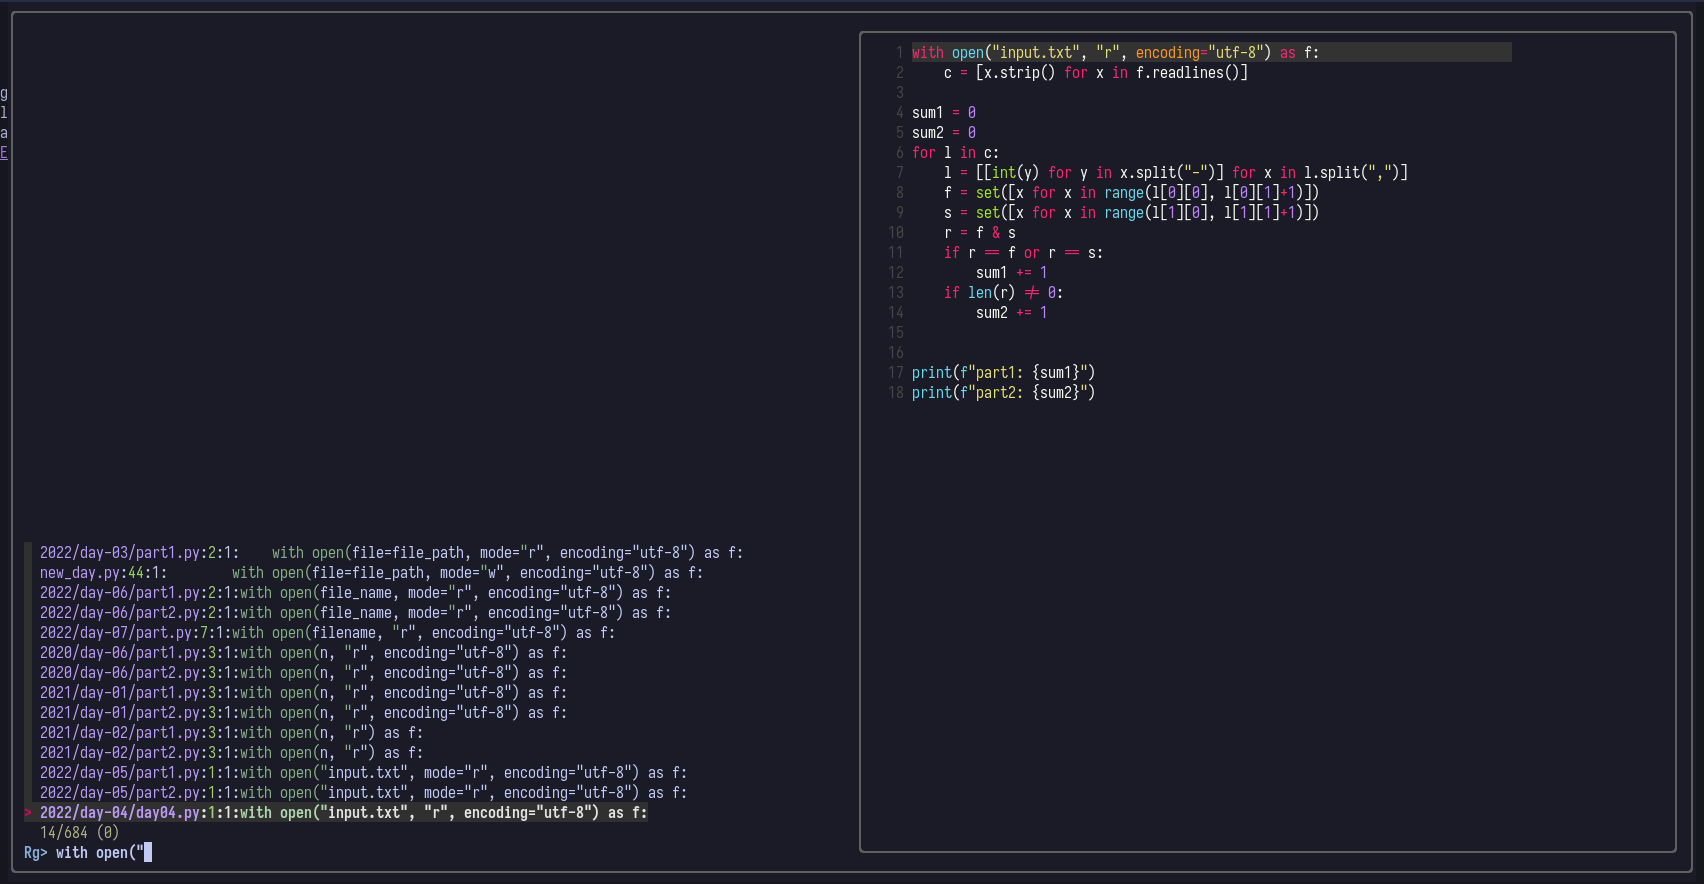 g
l
a
E
1 with open("input.txt", "r", encoding="utf-8") as f:
2     c = [x.strip() for x in f.readlines()]
3
4 sum1 = 0
5 sum2 = 0
6 for l in c:
7     l = [[int(y) for y in x.split("-")] for x in l.split(",")]
8     f = set([x for x in range(l[0][0], l[0][1]+1)])
9     s = set([x for x in range(l[1][0], l[1][1]+1)])
10     r = f & s
11     if r == f or r == s:
12         sum1 += 1
13     if len(r) != 0:
14         sum2 += 1
15
16
17 print(f"part1: {sum1}")
18 print(f"part2: {sum2}")
2022/day-03/part1.py:2:1:    with open(file=file_path, mode="r", encoding="utf-8") as f:
new_day.py:44:1:        with open(file=file_path, mode="w", encoding="utf-8") as f:
2022/day-06/part1.py:2:1:with open(file_name, mode="r", encoding="utf-8") as f:
2022/day-06/part2.py:2:1:with open(file_name, mode="r", encoding="utf-8") as f:
2022/day-07/part.py:7:1:with open(filename, "r", encoding="utf-8") as f:
2020/day-06/part1.py:3:1:with open(n, "r", encoding="utf-8") as f:
2020/day-06/part2.py:3:1:with open(n, "r", encoding="utf-8") as f:
2021/day-01/part1.py:3:1:with open(n, "r", encoding="utf-8") as f:
2021/day-01/part2.py:3:1:with open(n, "r", encoding="utf-8") as f:
2021/day-02/part1.py:3:1:with open(n, "r") as f:
2021/day-02/part2.py:3:1:with open(n, "r") as f:
2022/day-05/part1.py:1:1:with open("input.txt", mode="r", encoding="utf-8") as f:
2022/day-05/part2.py:1:1:with open("input.txt", mode="r", encoding="utf-8") as f:
> 2022/day-04/day04.py:1:1:with open("input.txt", "r", encoding="utf-8") as f:
14/684 (0)
Rg> with open("